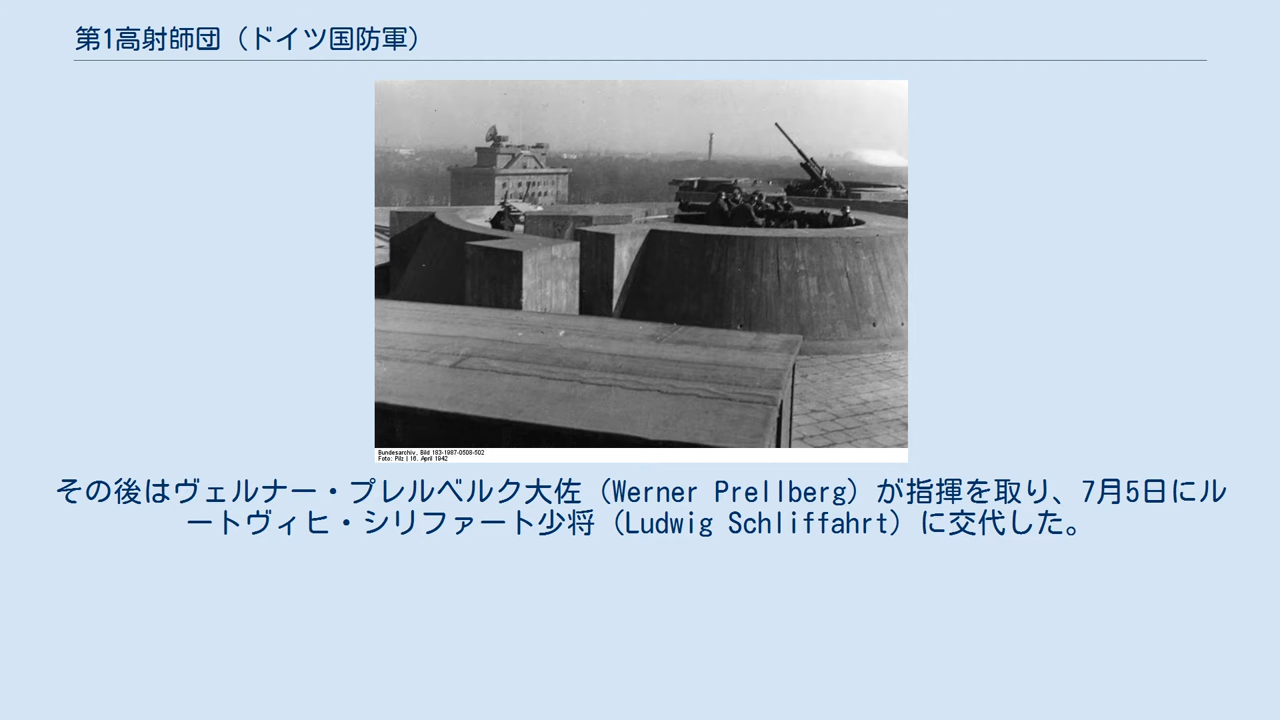 第1高射師団（ドイツ国防軍）
Bundesarchiv, Bild 183-1987-0508-502
Foto: Pilz | 16. April 1942
その後はヴェルナー・プレルベルク大佐（Werner Prellberg）が指揮を取り、7月5日にル
ートヴィヒ・シリファート少将（Ludwig Schliffahrt）に交代した。